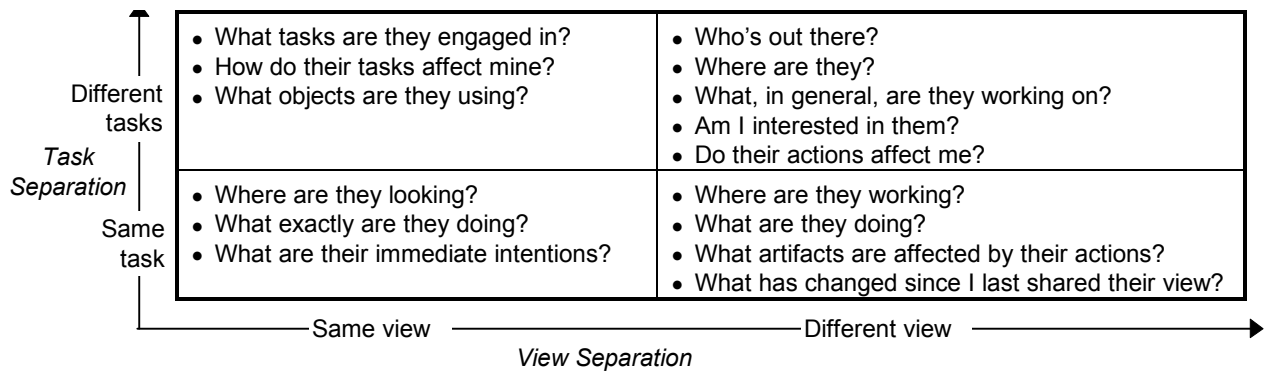 • What tasks are they engaged in?
• How do their tasks affect mine?
• What objects are they using?
• Who's out there?
• Where are they?
• What, in general, are they working on?
• Am I interested in them?
• Do their actions affect me?
Different
tasks
Task
Separation
Same
task
• Where are they looking?
• What exactly are they doing?
• What are their immediate intentions?
• Where are they working?
• What are they doing?
• What artifacts are affected by their actions?
• What has changed since I last shared their view?
Same view
Different view
View Separation